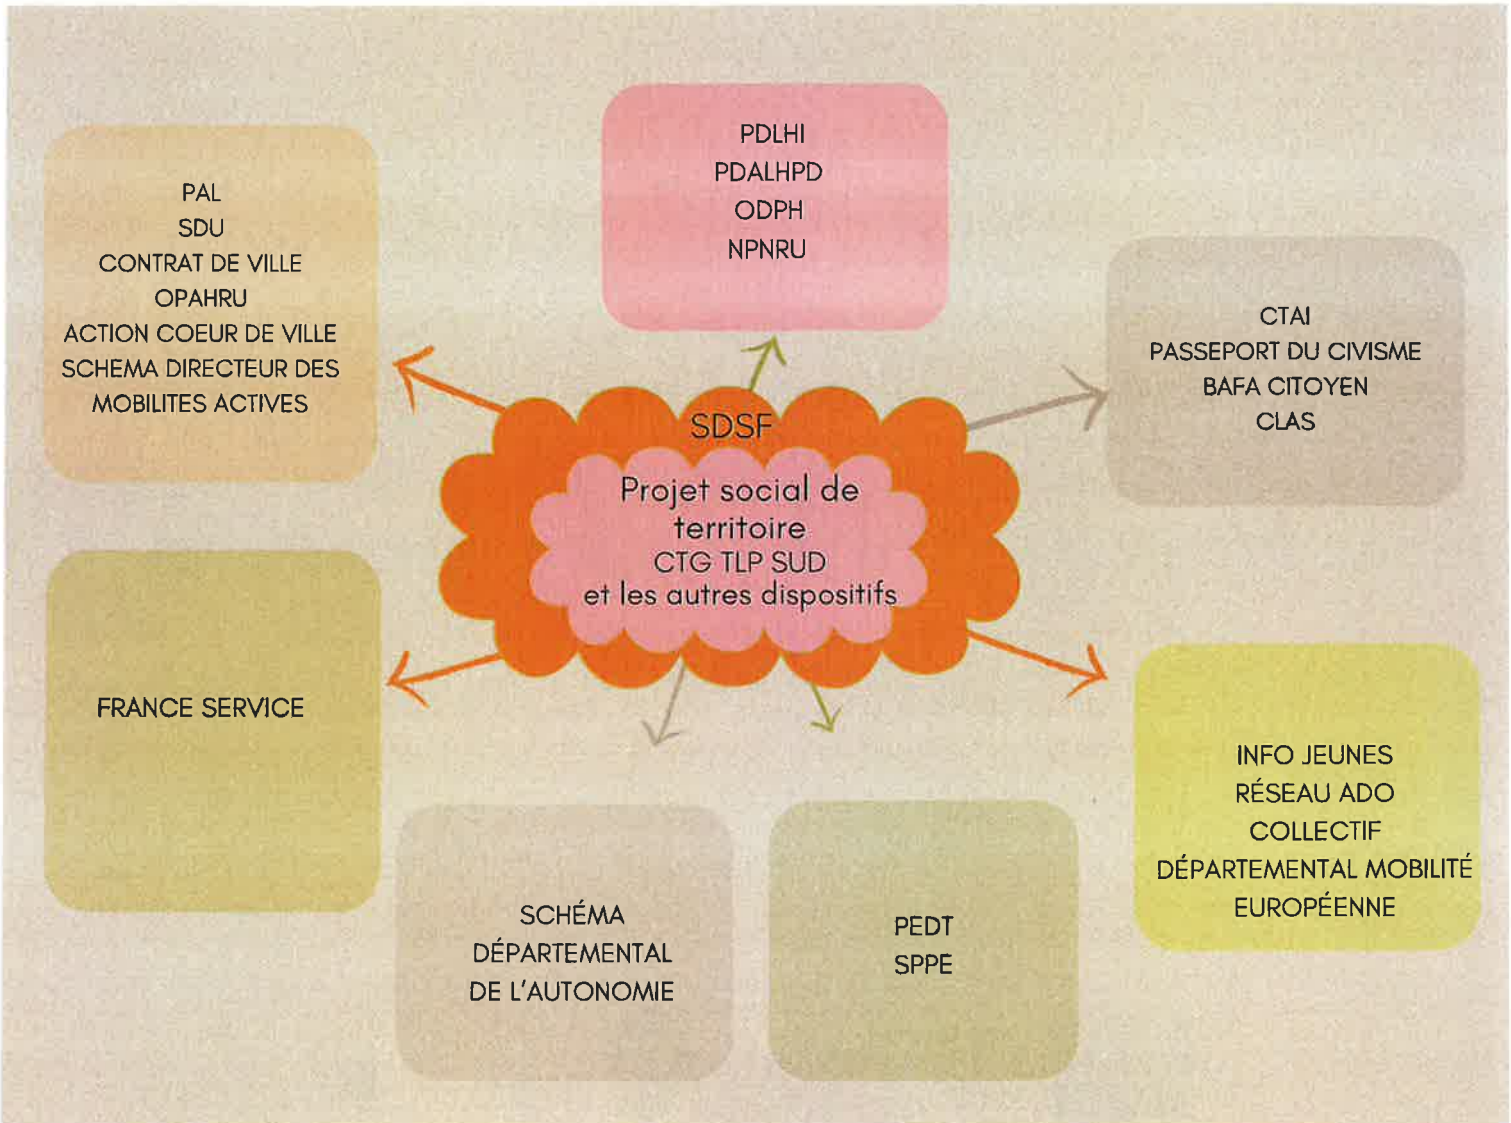 PDLHI
PDALHPD
ODPH
NPNRU
PAL
SDU
CONTRAT DE VILLE
OPAHRU
ACTION COEUR DE VILLE
SCHEMA DIRECTEUR DES
MOBILITES ACTIVES
CTAI
PASSEPORT DU CIVISME
BAFA CITOYEN
CLAS
SDSF
Projet social de
territoire
CTG TLP SUD
et les autres dispositifs
FRANCE SERVICE
INFO JEUNES
RÉSEAU ADO
COLLECTIF
DÉPARTEMENTAL MOBILITÉ
EUROPÉENNE
SCHÉMA
DÉPARTEMENTAL
DE L'AUTONOMIE
PEDT
SPPE